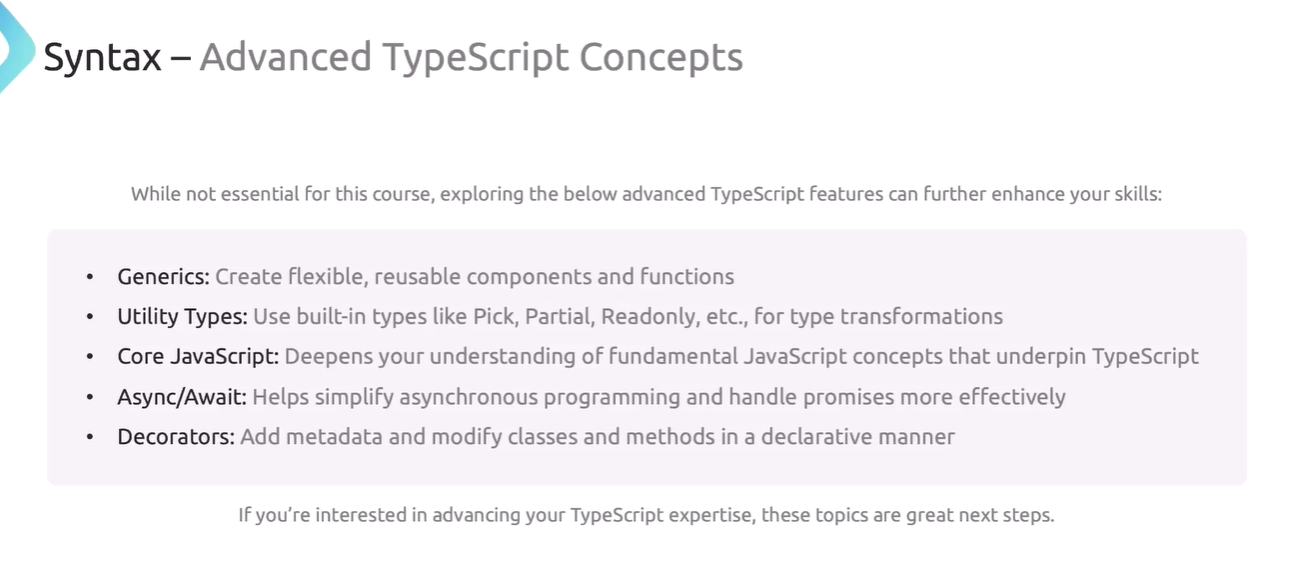 Syntax – Advanced TypeScript Concepts
While not essential for this course, exploring the below advanced TypeScript features can further enhance your skills:
• Generics: Create flexible, reusable components and functions
• Utility Types: Use built-in types like Pick, Partial, Readonly, etc., for type transformations
• Core JavaScript: Deepens your understanding of fundamental JavaScript concepts that underpin TypeScript
• Async/Await: Helps simplify asynchronous programming and handle promises more effectively
• Decorators: Add metadata and modify classes and methods in a declarative manner
If you’re interested in advancing your TypeScript expertise, these topics are great next steps.